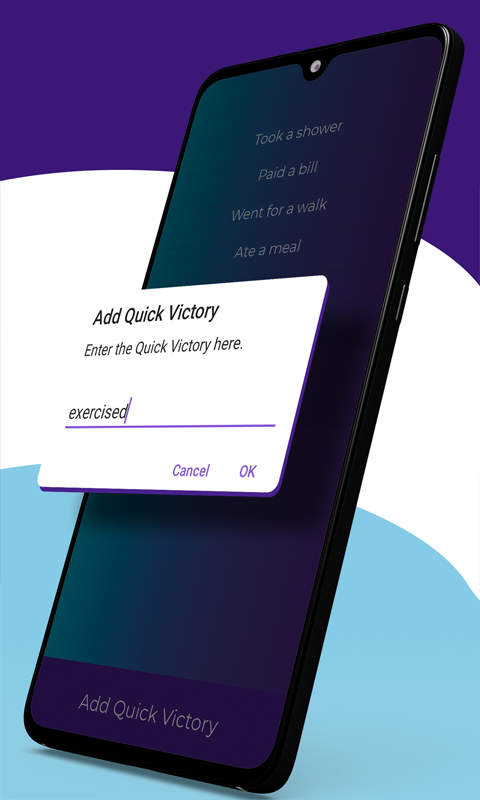 Took a shower
Paid a bill
Went for a walk
Ate a meal
Add Quick Victory
Enter the Quick Victory here.
exercised
Cancel OK
Add Quick Victory